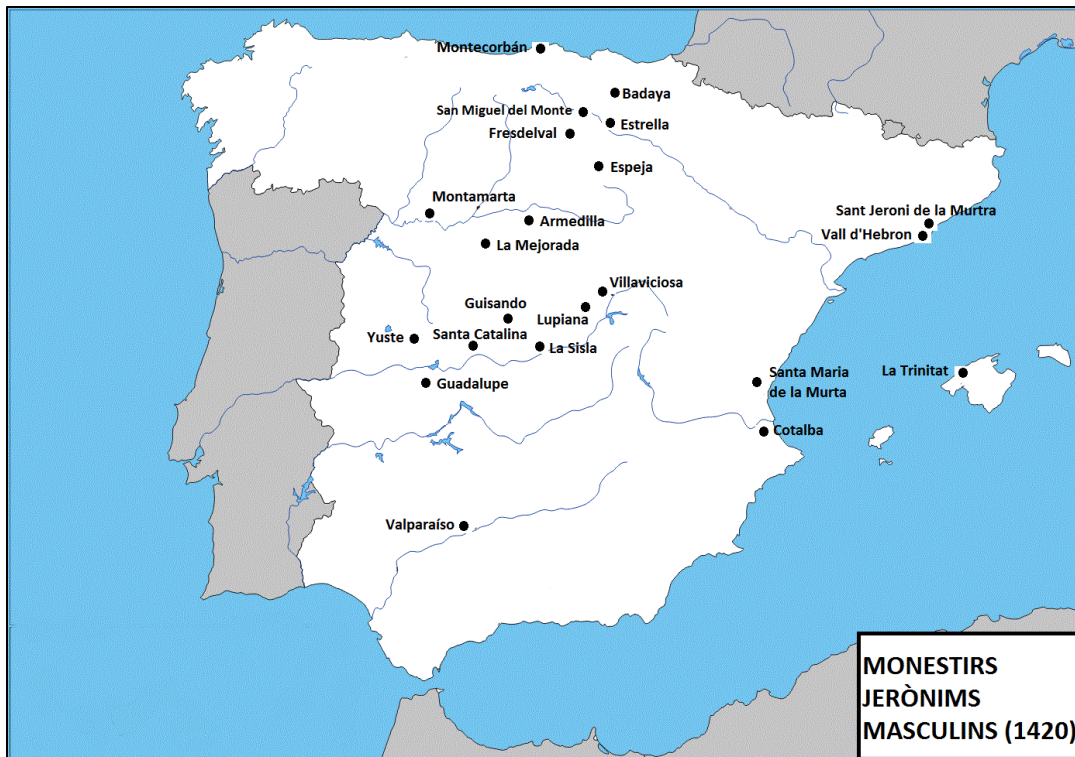 Montecorbán
Badaya
San Miguel del Monte
Estrella
Fresdelval
Espeja
Montamarta
Armedilla
Sant Jeroni de la Murtra
Vall d'Hebron
La Mejorada
Villaviciosa
Guisando
Lupiana
Yuste
Santa Catalina
La Sisla
Guadalupe
Santa Maria
de la Murta
La Trinitat
Cotalba
Valparaíso
MONESTIRS
JERÒNIMS
MASCULINS (1420)